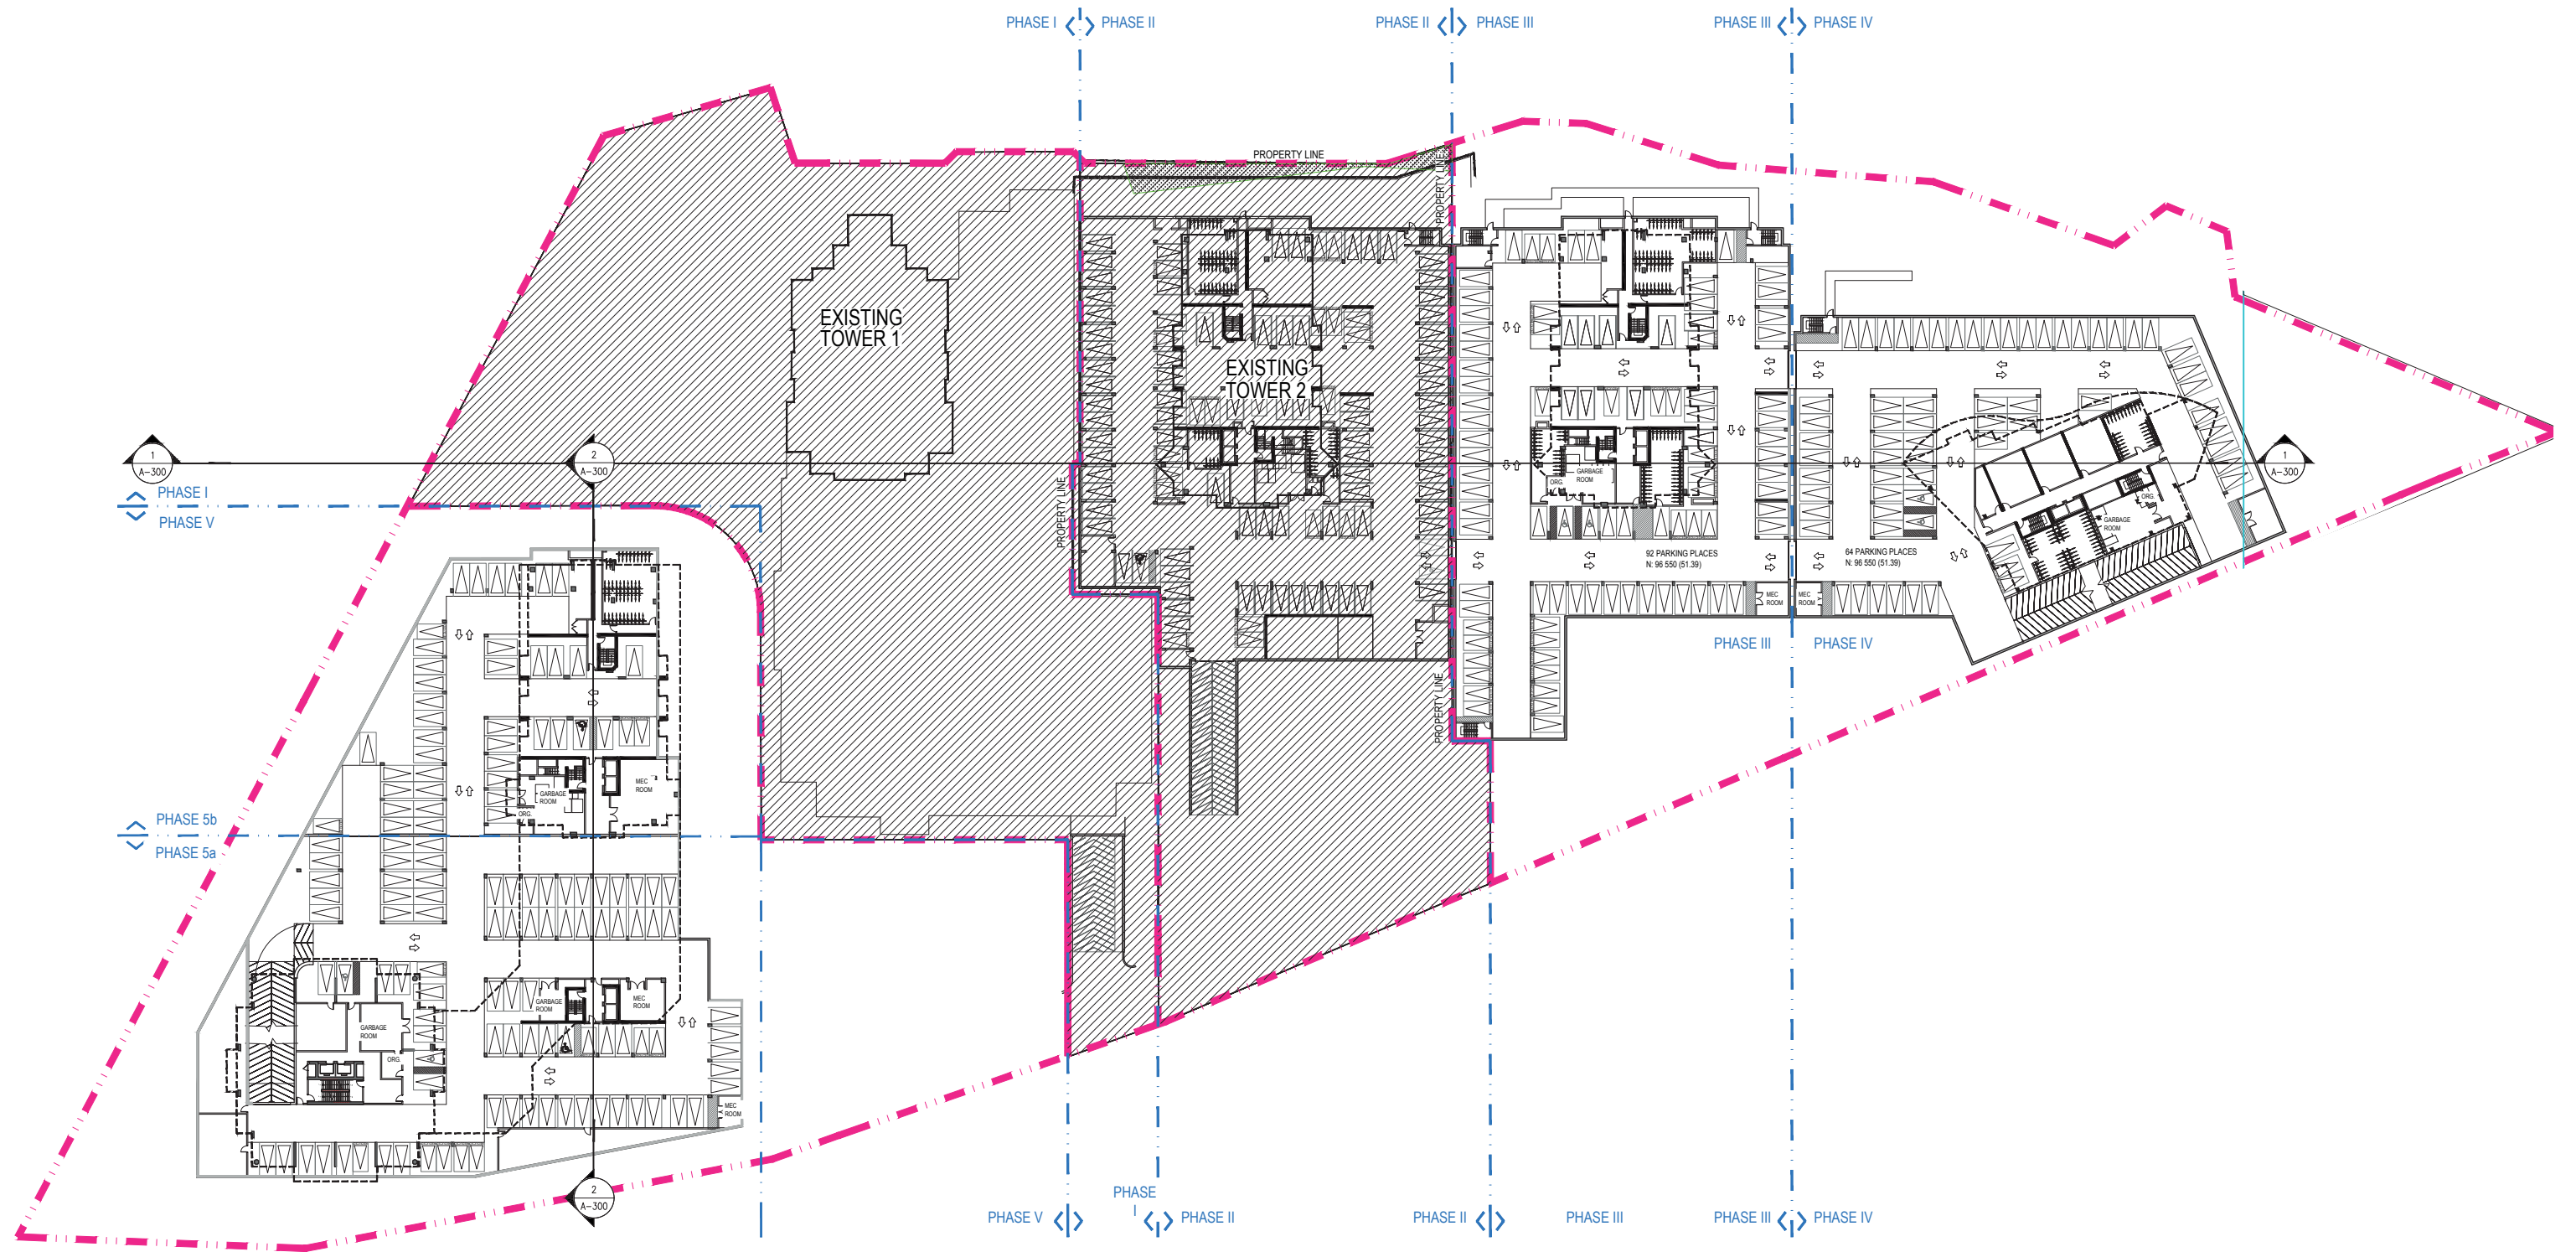 PHASE I PHASE II
PHASE II PHASE III
PHASE III PHASE IV
PROPERTY LINE
PROPERTY LINE
EXISTING
TOWER 1
EXISTING
TOWER 2
1
A-300
2
A-300
1
A-300
PHASE I
PHASE V
PROPERTY LINE
ORG.
GARBAGE
ROOM
ORG.
GARBAGE
ROOM
92 PARKING PLACES
N: 96 550 (51.39)
64 PARKING PLACES
N: 96 550 (51.39)
MEC
ROOM
MEC
ROOM
PHASE III PHASE IV
PROPERTY LINE
MEC
ROOM
GARBAGE
ROOM
ORG.
PHASE 5b
PHASE 5a
GARBAGE
ROOM
MEC
ROOM
GARBAGE
ROOM
ORG.
MEC
ROOM
2
A-300
PHASE V
PHASE
I
PHASE II
PHASE II
PHASE III
PHASE III PHASE IV